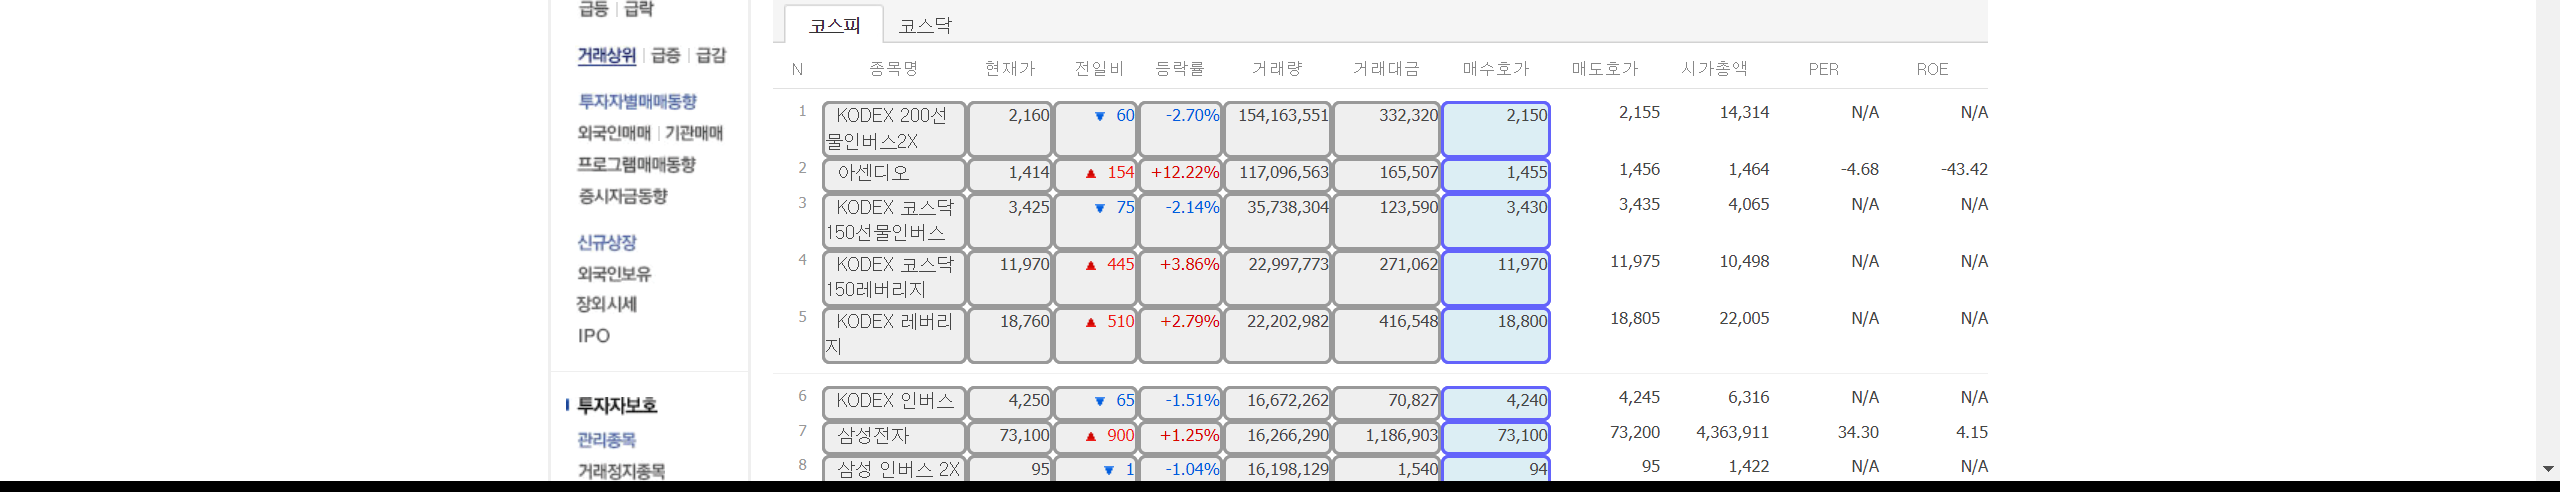 급등 | 급락
거래상위 | 급증 | 급감
투자자별매매동향
외국인매매 | 기관매매
프로그램매매동향
증시자금동향
신규상장
외국인보유
장외시세
IPO
투자자보호
관리종목
거래정지종목
코스피 코스닥
N 종목명 현재가 전일비 등락률 거래량 거래대금 매수호가 매도호가 시가총액 PER ROE
1 KODEX 200선 2,160 ▼ 60 -2.70% 154,163,551 332,320 2,150 2,155 14,314 N/A N/A
물인버스2X
2 아센디오 1,414 ▲ 154 +12.22% 117,096,563 165,507 1,455 1,456 1,464 -4.68 -43.42
3 KODEX 코스닥 3,425 ▼ 75 -2.14% 35,738,304 123,590 3,430 3,435 4,065 N/A N/A
150선물인버스
4 KODEX 코스닥 11,970 ▲ 445 +3.86% 22,997,773 271,062 11,970 11,975 10,498 N/A N/A
150레버리지
5 KODEX 레버리 18,760 ▲ 510 +2.79% 22,202,982 416,548 18,800 18,805 22,005 N/A N/A
지
6 KODEX 인버스 4,250 ▼ 65 -1.51% 16,672,262 70,827 4,240 4,245 6,316 N/A N/A
7 삼성전자 73,100 ▲ 900 +1.25% 16,266,290 1,186,903 73,100 73,200 4,363,911 34.30 4.15
8 삼성 인버스 2X 95 ▼ 1 -1.04% 16,198,129 1,540 94 95 1,422 N/A N/A